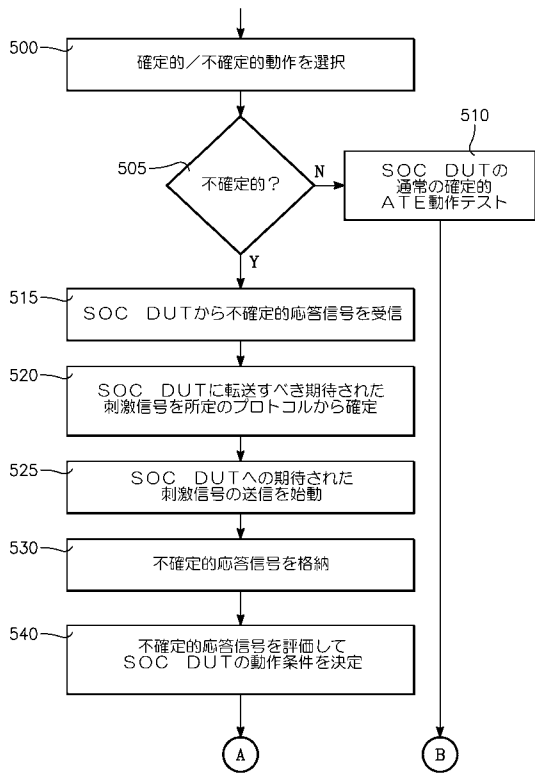 500
確定的／不確定的動作を選択
505
不確定的？
N
Y
510
ＳＯＣ　ＤＵＴの
通常の確定的
ＡＴＥ動作テスト
515
ＳＯＣ　ＤＵＴから不確定的応答信号を受信
520
ＳＯＣ　ＤＵＴに転送すべき期待された
刺激信号を所定のプロトコルから確定
525
ＳＯＣ　ＤＵＴへの期待された
刺激信号の送信を始動
530
不確定的応答信号を格納
540
不確定的応答信号を評価して
ＳＯＣ　ＤＵＴの動作条件を決定
A
B